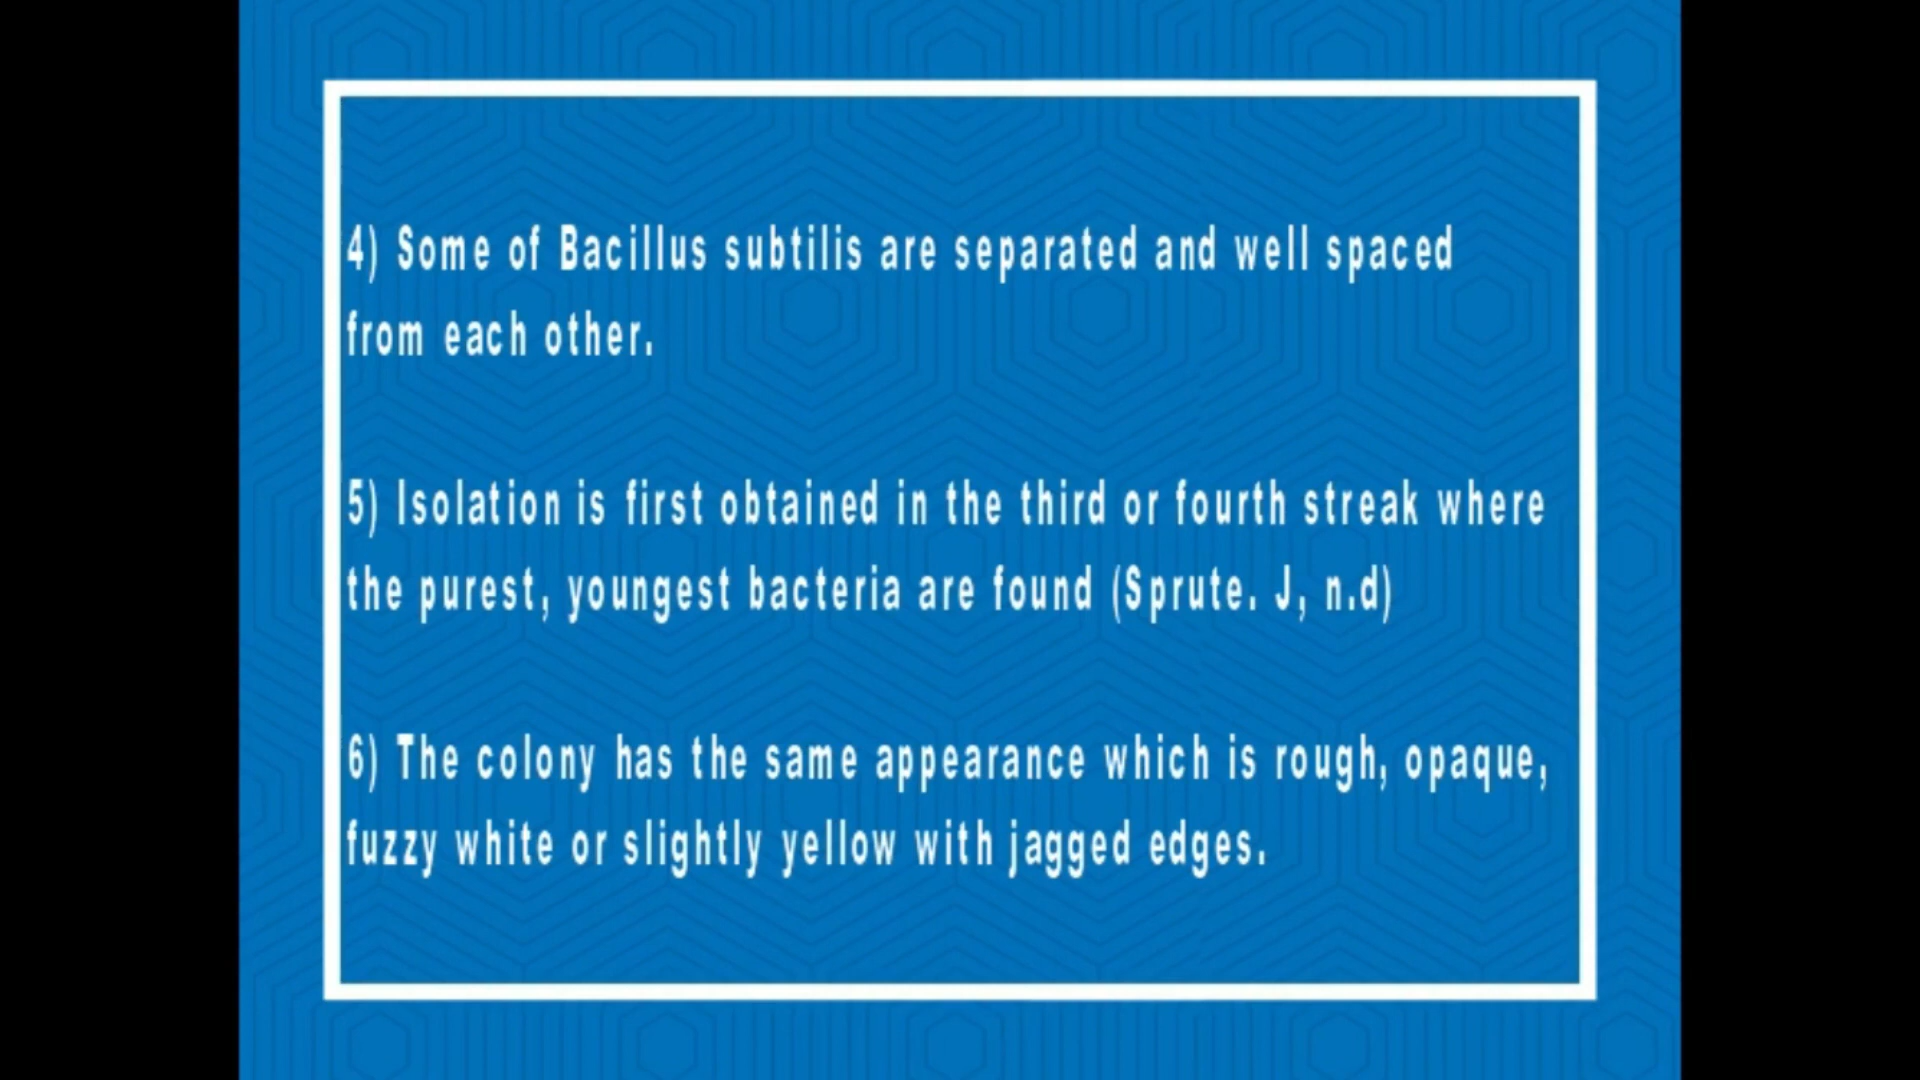 4) Some of Bacillus subtilis are separated and well spaced
from each other.
5) Isolation is first obtained in the third or fourth streak where
the purest, youngest bacteria are found (Sprute. J, n.d)
6) The colony has the same appearance which is rough, opaque,
fuzzy white or slightly yellow with jagged edges.